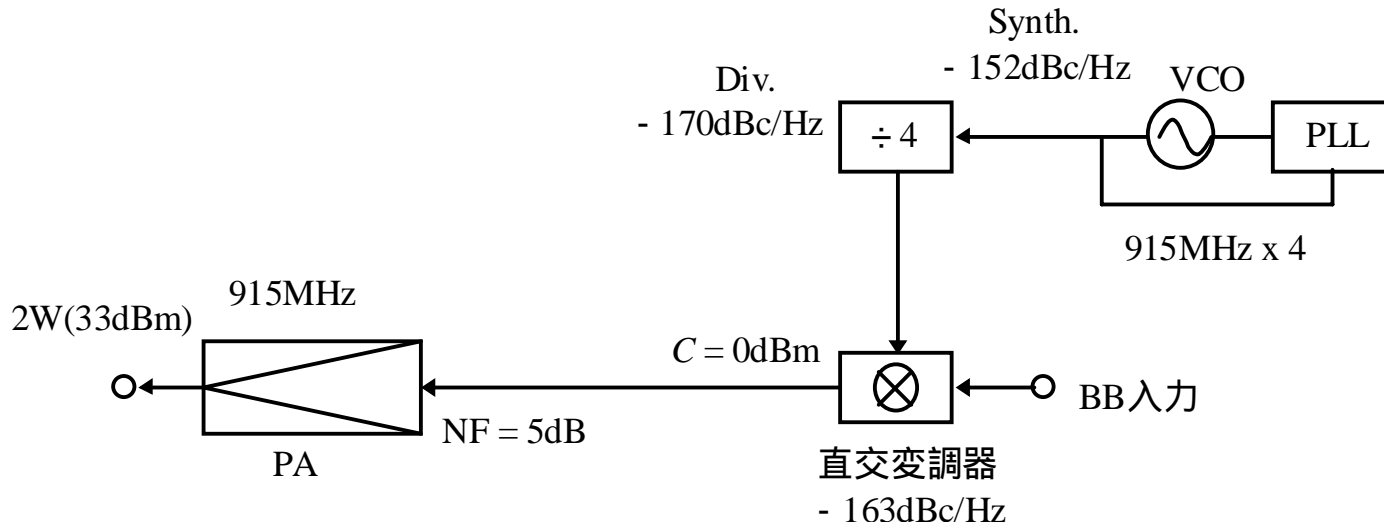 Synth.
- 152dBc/Hz
VCO
Div.
- 170dBc/Hz
÷ 4
PLL
915MHz x 4
915MHz
2W(33dBm)
C = 0dBm
BB入力
NF = 5dB
PA
直交変調器
- 163dBc/Hz